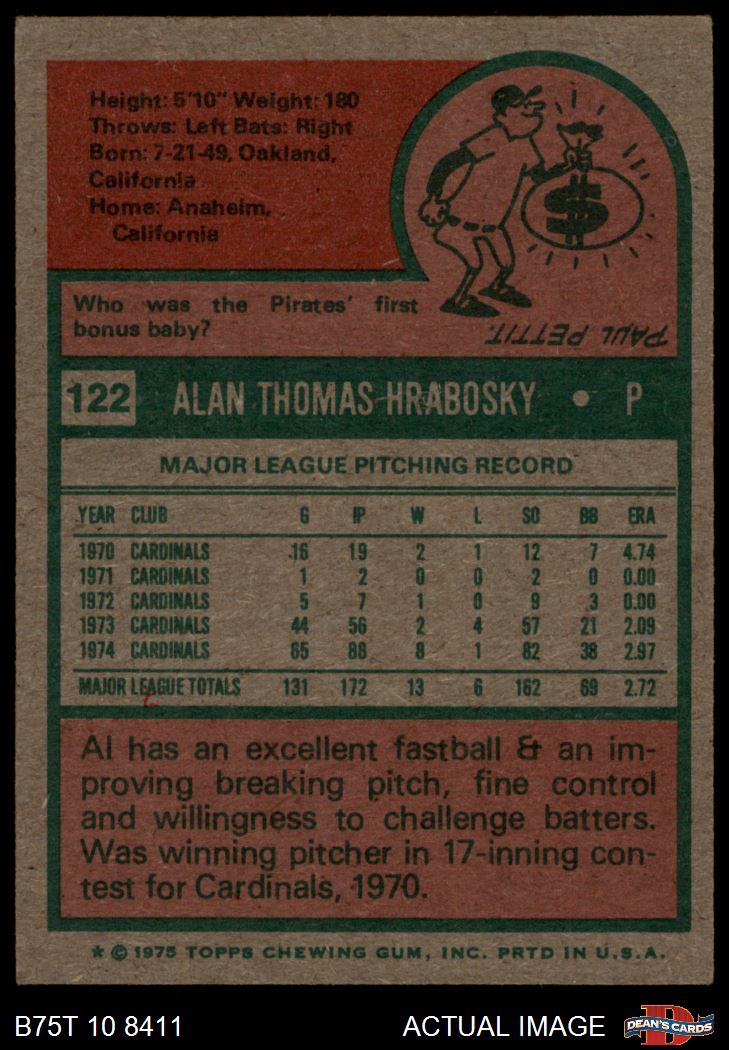 Height: 5'10" Weight: 180
Throws: Left Bats: Right
Born: 7-21-49, Oakland,
California
Home: Anaheim,
California
Who was the Pirates' first
bonus baby?
PAUL PETTIT.
122 ALAN THOMAS HRABOSKY • P
MAJOR LEAGUE PITCHING RECORD
YEAR CLUB G IP W L SO BB ERA
1970 CARDINALS 16 19 2 1 12 7 4.74
1971 CARDINALS 1 2 0 0 2 0 0.00
1972 CARDINALS 5 7 1 0 9 3 0.00
1973 CARDINALS 44 56 2 4 57 21 2.09
1974 CARDINALS 65 88 8 1 82 38 2.97
MAJOR LEAGUE TOTALS 131 172 13 6 162 69 2.72
Al has an excellent fastball & an im-
proving breaking pitch, fine control
and willingness to challenge batters.
Was winning pitcher in 17-inning con-
test for Cardinals, 1970.
* © 1975 TOPPS CHEWING GUM, INC. PRTD IN U.S.A.
B75T 10 8411 ACTUAL IMAGE DEAN'S CARDS